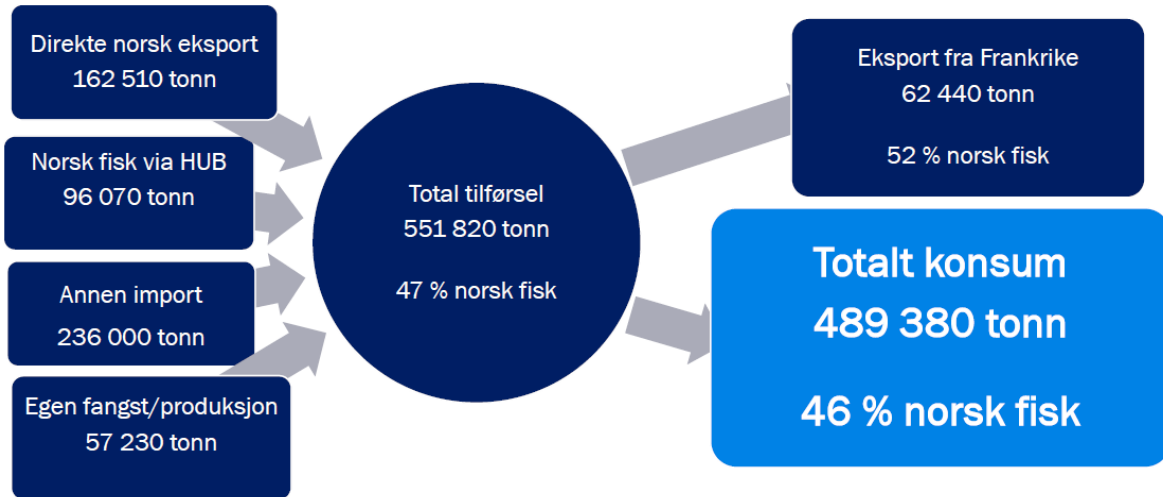 Direkte norsk eksport
162 510 tonn
Norsk fisk via HUB
96 070 tonn
Annen import
236 000 tonn
Egen fangst/produksjon
57 230 tonn
Total tilførsel
551 820 tonn
47 % norsk fisk
Eksport fra Frankrike
62 440 tonn
52 % norsk fisk
Totalt konsum
489 380 tonn
46 % norsk fisk